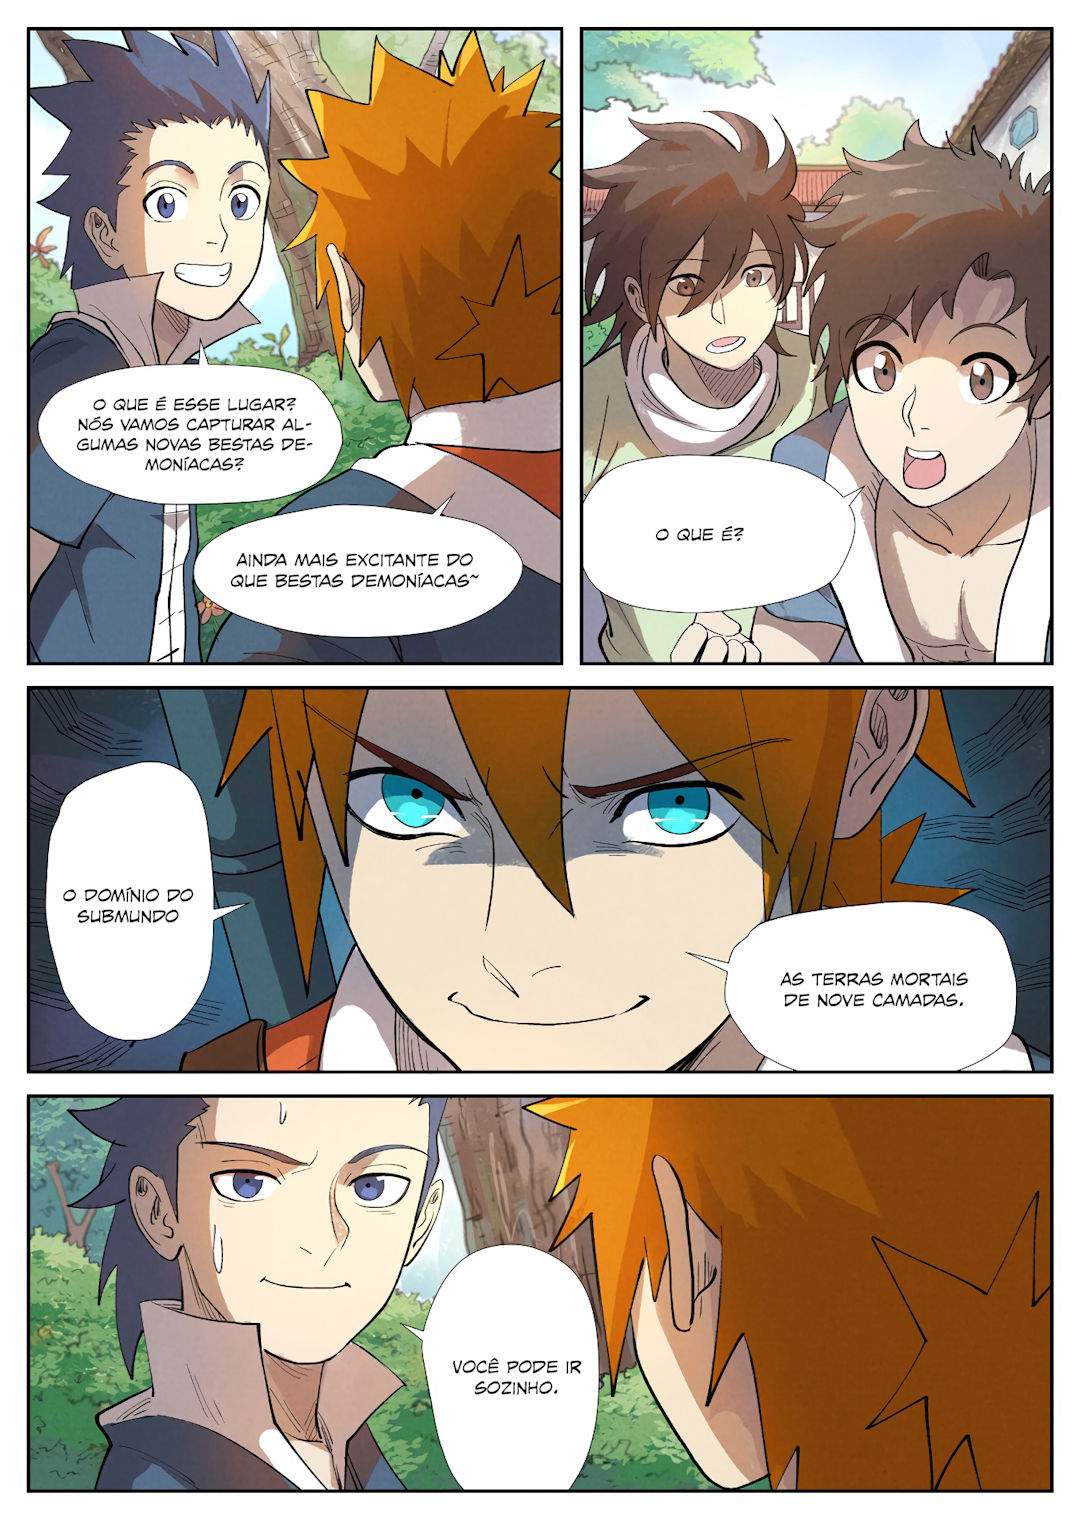 O QUE É ESSE LUGAR?
NÓS VAMOS CAPTURAR AL-
GUMAS NOVAS BESTAS DE-
MONÍACAS?
AINDA MAIS EXCITANTE DO
QUE BESTAS DEMONÍACAS~
O QUE É?
O DOMÍNIO DO
SUBMUNDO
AS TERRAS MORTAIS
DE NOVE CAMADAS.
VOCÊ PODE IR
SOZINHO.